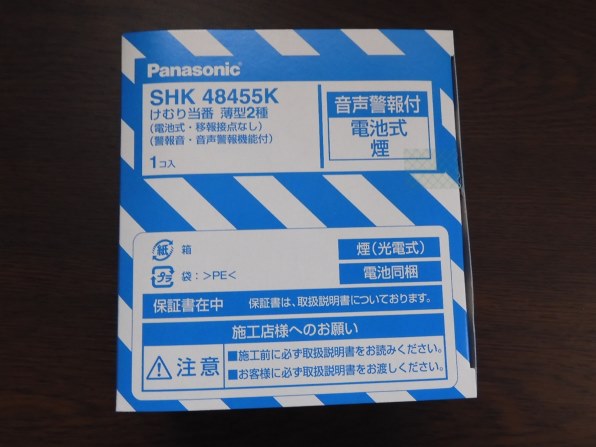 Panasonic
SHK 48455K
けむり当番 薄型2種
(電池式・移報接点なし)
(警報音・音声警報機能付)
1コ入
音声警報付
電池式
煙
紙 箱
プラ 袋:>PE<
煙(光電式)
電池同梱
保証書在中 保証書は、取扱説明書についております。
施工店様へのお願い
注意
■施工前に必ず取扱説明書をお読みください。
■お客様に必ず取扱説明書をお渡しください。